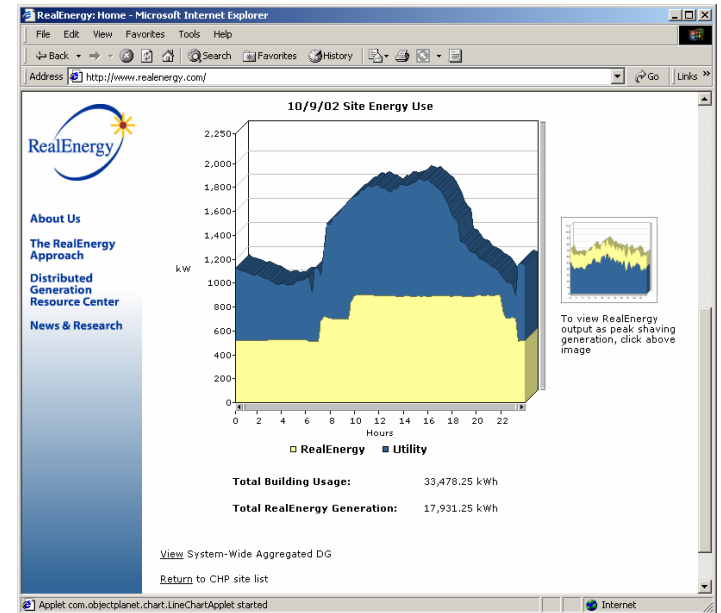 RealEnergy: Home - Microsoft Internet Explorer
File Edit View Favorites Tools Help
Back Search Favorites History
Address http://www.realenergy.com/ Go Links »
RealEnergy
About Us
The RealEnergy
Approach
Distributed
Generation
Resource Center
News & Research
10/9/02 Site Energy Use
2,250
2,000
1,800
1,600
1,400
1,200
kW
1000
800
600
400
200
0
0 2 4 6 8 10 12 14 16 18 20 22
Hours
RealEnergy Utility
To view RealEnergy
output as peak shaving
generation, click above
image
Total Building Usage: 33,478.25 kWh
Total RealEnergy Generation: 17,931.25 kWh
View System-Wide Aggregated DG
Return to CHP site list
Applet com.objectplanet.chart.LineChartApplet started Internet